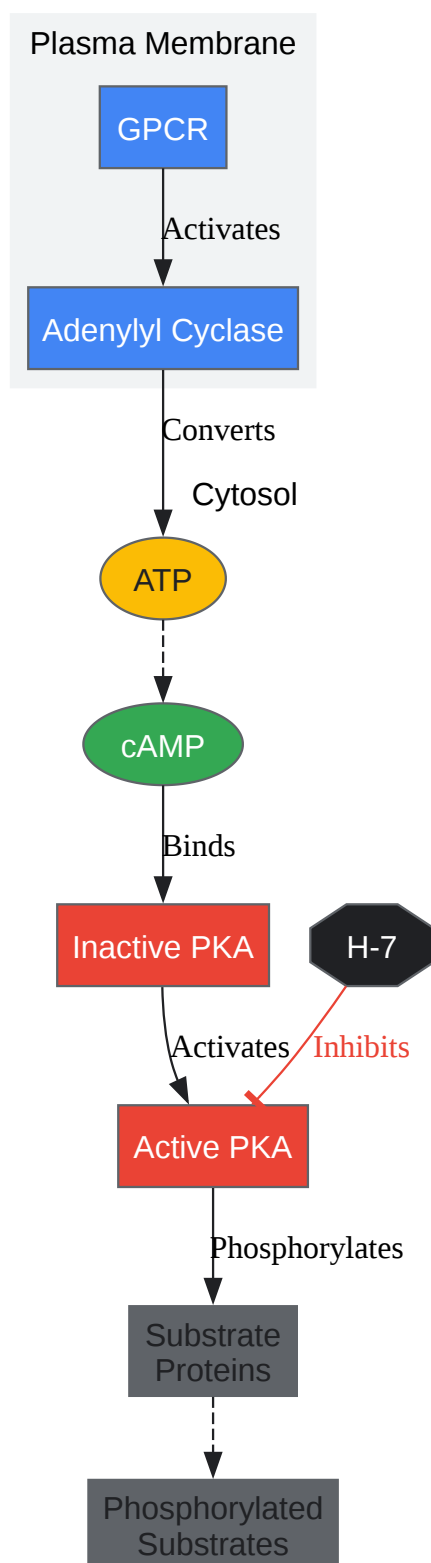 Plasma Membrane
GPCR
Activates
Adenylyl Cyclase
Converts
Cytosol
ATP
cAMP
Binds
Inactive PKA
H-7
Activates
Inhibits
Active PKA
Phosphorylates
Substrate
Proteins
Phosphorylated
Substrates